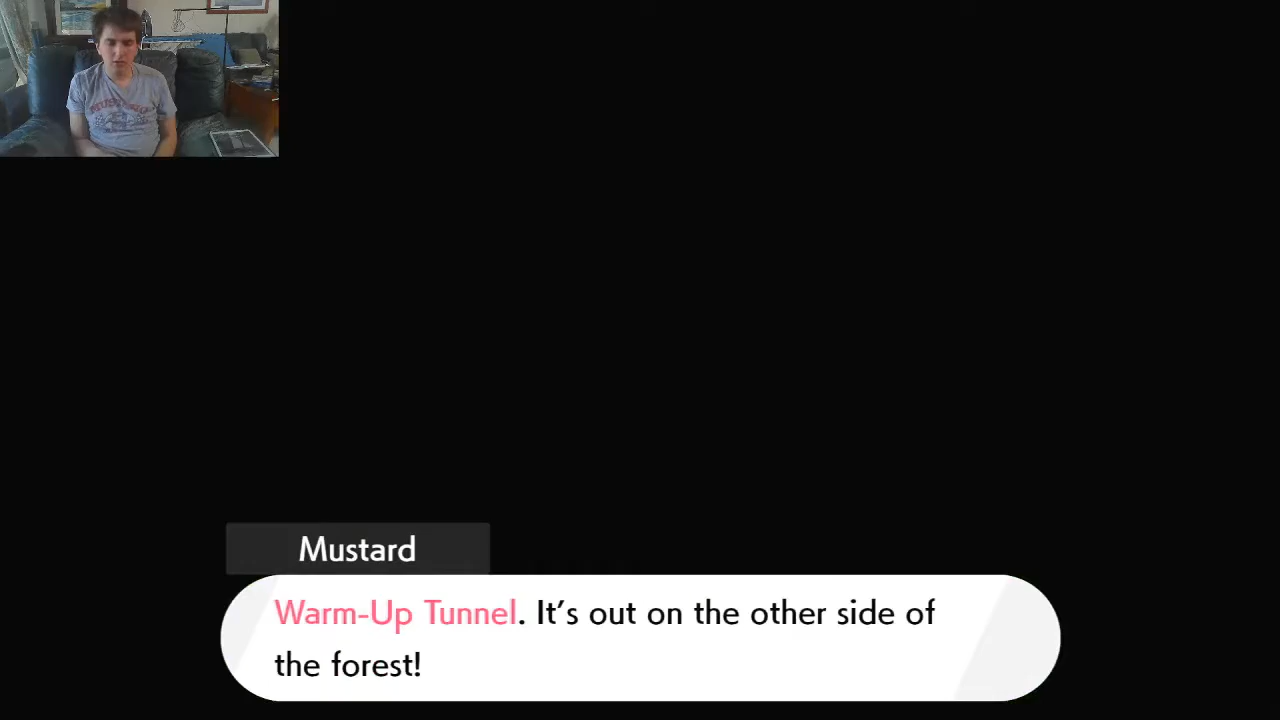 Mustard
Warm-Up Tunnel. It's out on the other side of
the forest!